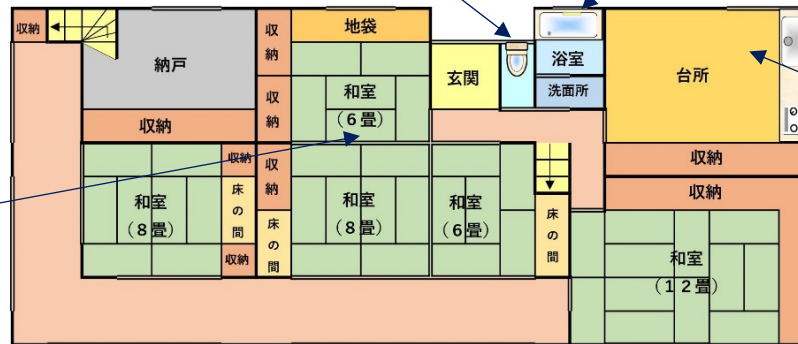 収納
納戸
収納
収
納
収
納
地袋
和室
（６畳）
玄関
浴室
洗面所
台所
収納
収納
和室
（８畳）
収納
床
の
間
収納
収
納
床
の
間
和室
（８畳）
和室
（６畳）
床
の
間
和室
（１２畳）